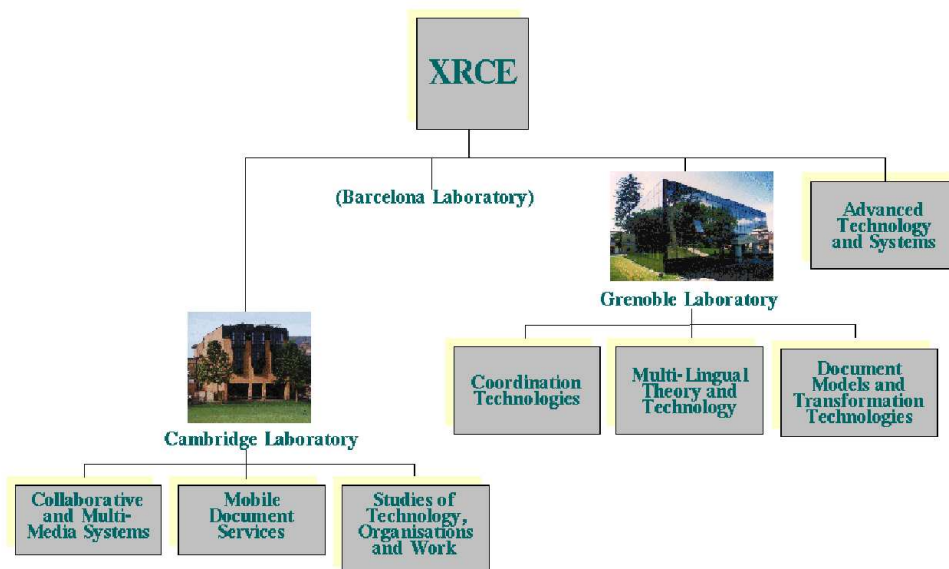 XRCE
(Barcelona Laboratory)
Advanced
Technology
and Systems
Grenoble Laboratory
Coordination
Technologies
Multi-Lingual
Theory and
Technology
Document
Models and
Transformation
Technologies
Cambridge Laboratory
Collaborative
and Multi-
Media Systems
Mobile
Document
Services
Studies of
Technology,
Organisations
and Work